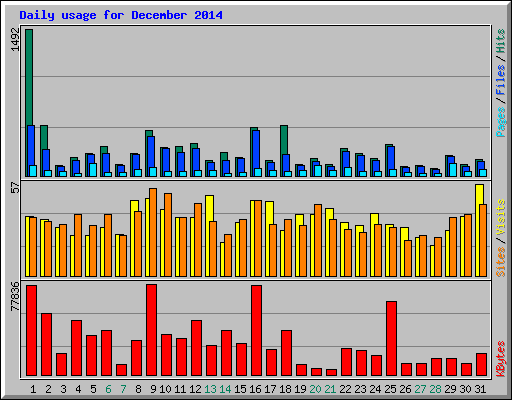 Daily usage for December 2014
1492
Pages / Files / Hits
57
Sites / Visits
77836
KBytes
1 2 3 4 5 6 7 8 9 10 11 12 13 14 15 16 17 18 19 20 21 22 23 24 25 26 27 28 29 30 31